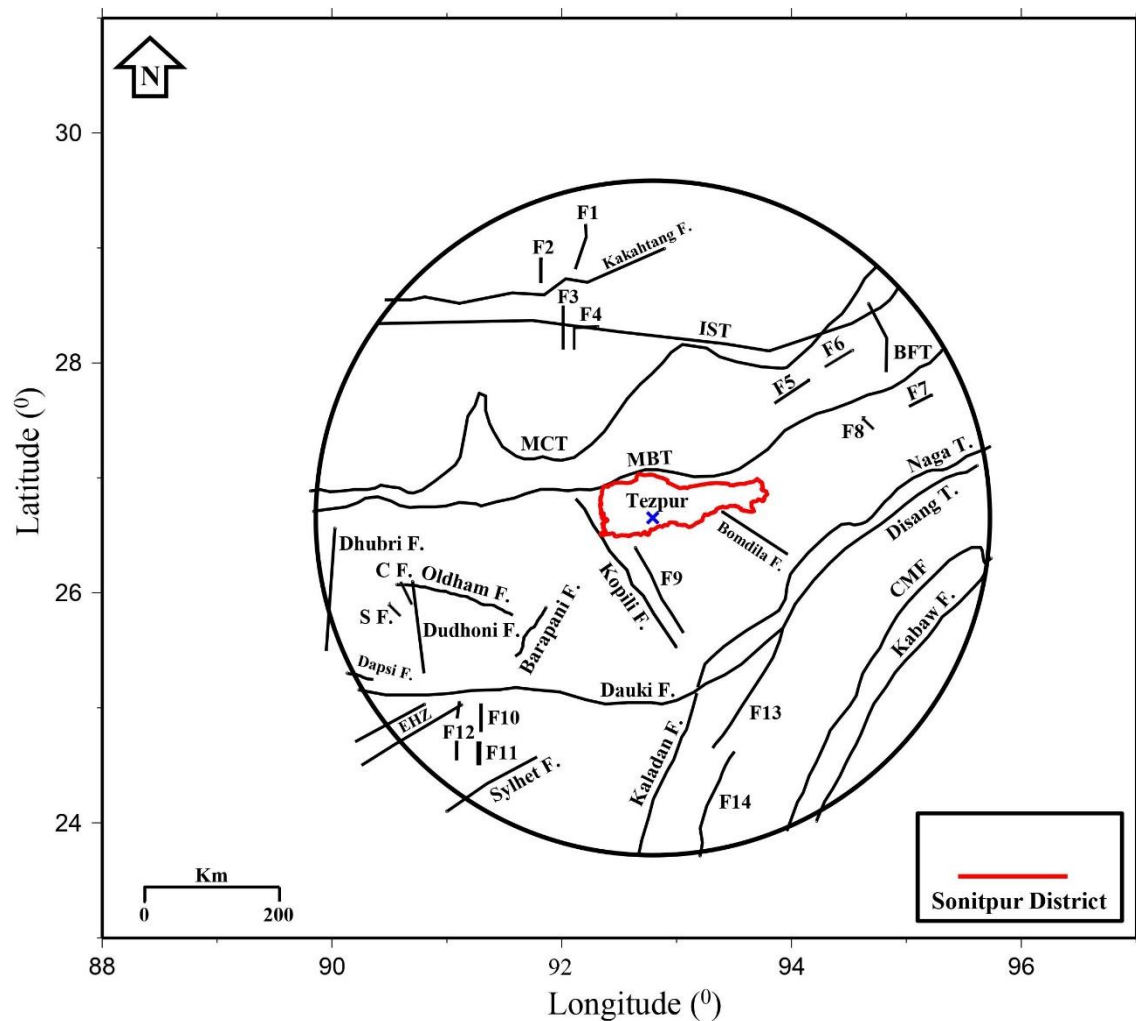 N
30
F1
F2
Kakahtang F.
F3
F4
IST
28
F6
BFT
F5
F7
F8
MCT
MBT
Naga T.
Tezpur
Disang T.
Bomdila F.
Dhubri F.
C F.
Oldham F.
Kopili F.
F9
CMF
26
S F.
Dudhoni F.
Barapani F.
Kabaw F.
Dapsi F.
Dauki F.
EHZ
F12
F10
F13
F11
Sylhet F.
Kaladan F.
F14
24
Km
0 200
Sonitpur District
88 90 92 94 96
Latitude (⁰)
Longitude (⁰)